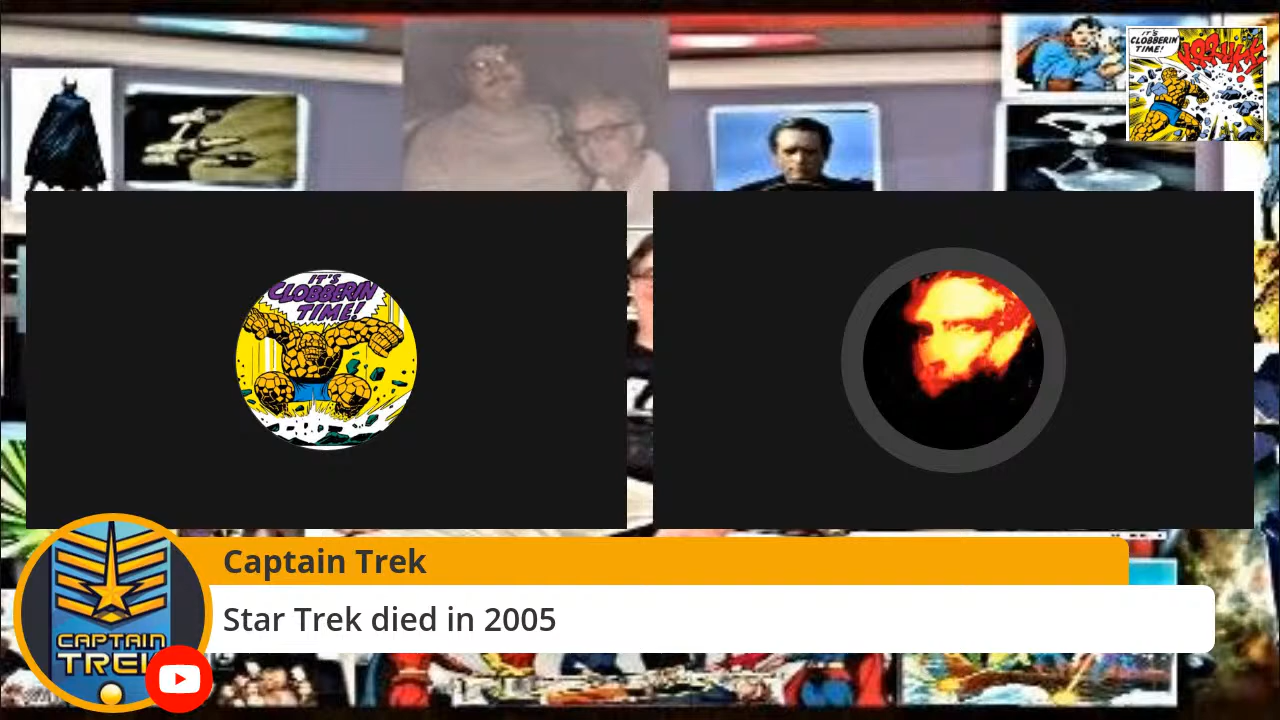 IT'S
CLOBBERIN'
TIME!
IT'S
CLOBBERIN'
TIME!
Captain Trek
Star Trek died in 2005
CAPTAIN
TREK